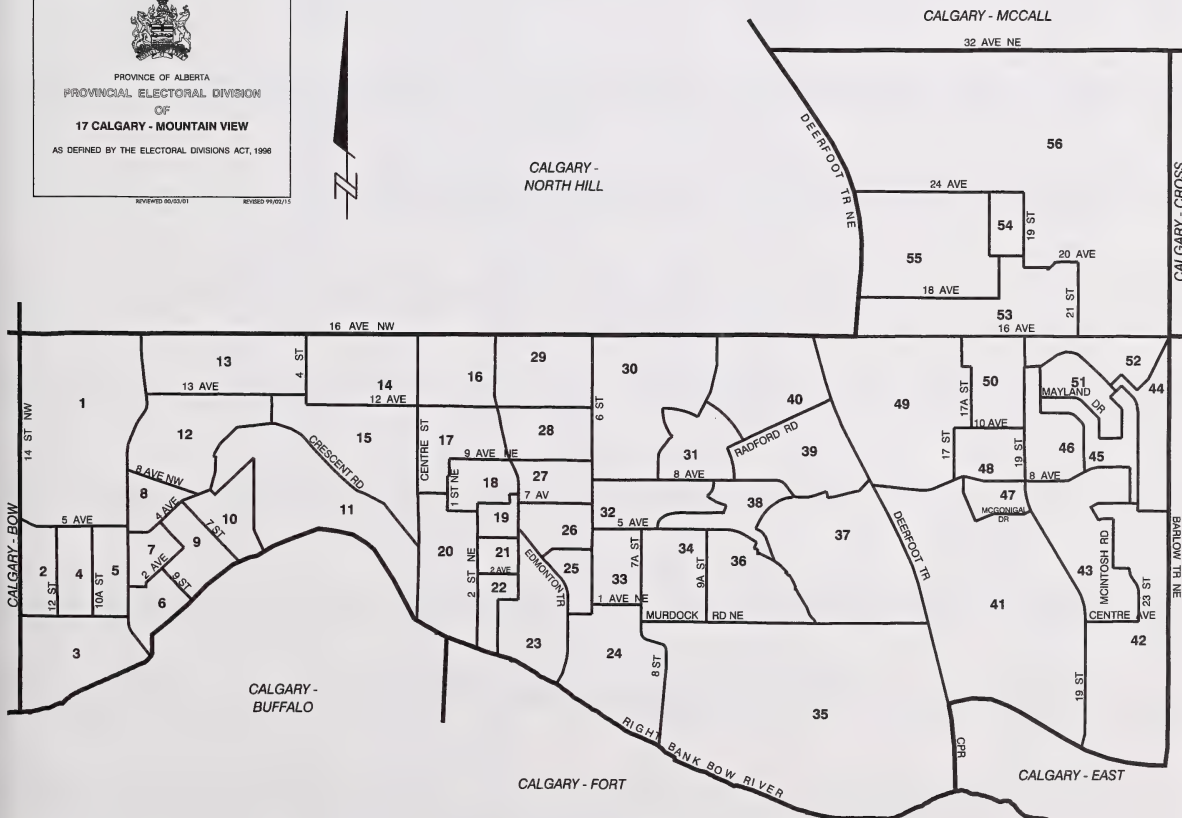 PROVINCE OF ALBERTA
PROVINCIAL ELECTORAL DIVISION
OF
17 CALGARY - MOUNTAIN VIEW
AS DEFINED BY THE ELECTORAL DIVISIONS ACT, 1996
REVIEWED 00/03/01
REVISED 99/02/15
N
CALGARY - MCCALL
32 AVE NE
DEERFOOT TR NE
56
CALGARY - CROSS
CALGARY -
NORTH HILL
24 AVE
54
19 ST
55
20 AVE
18 AVE
53
21 ST
16 AVE NW
16 AVE
1
14 ST NW
13
4 ST
13 AVE
14
12 AVE
16
29
30
6 ST
40
49
17A ST
50
51
52
44
MAYLAND
DR
12
15
CRESCENT RD
CENTRE ST
17
28
9 AVE NE
31
RADFORD RD
39
10 AVE
17 ST
19 ST
46
45
8 AVE NW
8
4 AVE
7 ST
10
11
1 ST NE
18
27
7 AV
8 AVE
48
8 AVE
47
MCGONIGAL
DR
5 AVE
CALGARY - BOW
2
12 ST
4
10A ST
5
7
2 AVE
9
9 ST
6
3
19
26
32
5 AVE
38
37
DEERFOOT TR
20
2 ST NE
21
2 AVE
22
EDMONTON TR
25
33
7A ST
34
9A ST
36
1 AVE NE
MURDOCK RD NE
41
43
MCINTOSH RD
23 ST
BARLOW TR NE
CENTRE AVE
42
23
24
8 ST
35
19 ST
CALGARY -
BUFFALO
RIGHT BANK BOW RIVER
CPR
CALGARY - FORT
CALGARY - EAST